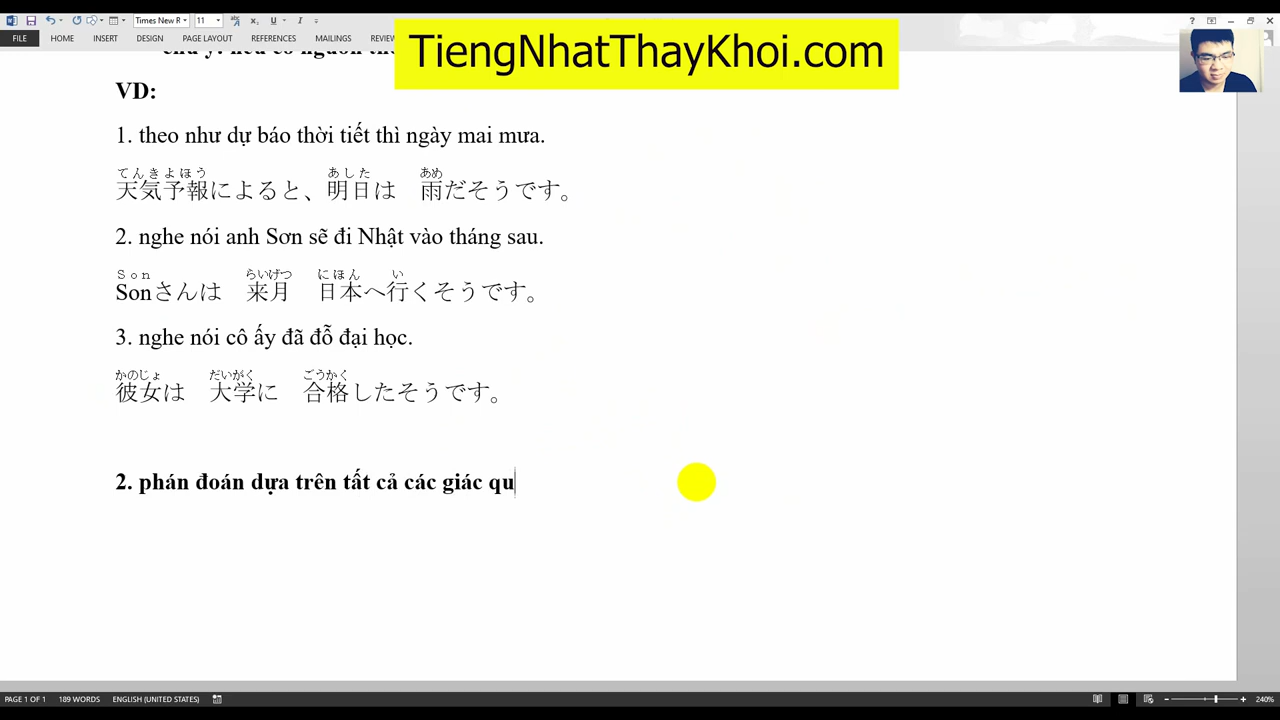 Times New R 11
FILE HOME INSERT DESIGN PAGE LAYOUT REFERENCES MAILINGS REVIEW
TiengNhatThayKhoi.com
VD:
1. theo như dự báo thời tiết thì ngày mai mưa.
てんきよほう あした あめ
天気予報によると、明日は 雨だそうです。
2. nghe nói anh Sơn sẽ đi Nhật vào tháng sau.
Ｓｏｎ らいげつ にほん い
Sonさんは 来月 日本へ行くそうです。
3. nghe nói cô ấy đã đỗ đại học.
かのじょ だいがく ごうかく
彼女は 大学に 合格したそうです。
2. phán đoán dựa trên tất cả các giác qu
PAGE 1 OF 1 189 WORDS ENGLISH (UNITED STATES) 240%